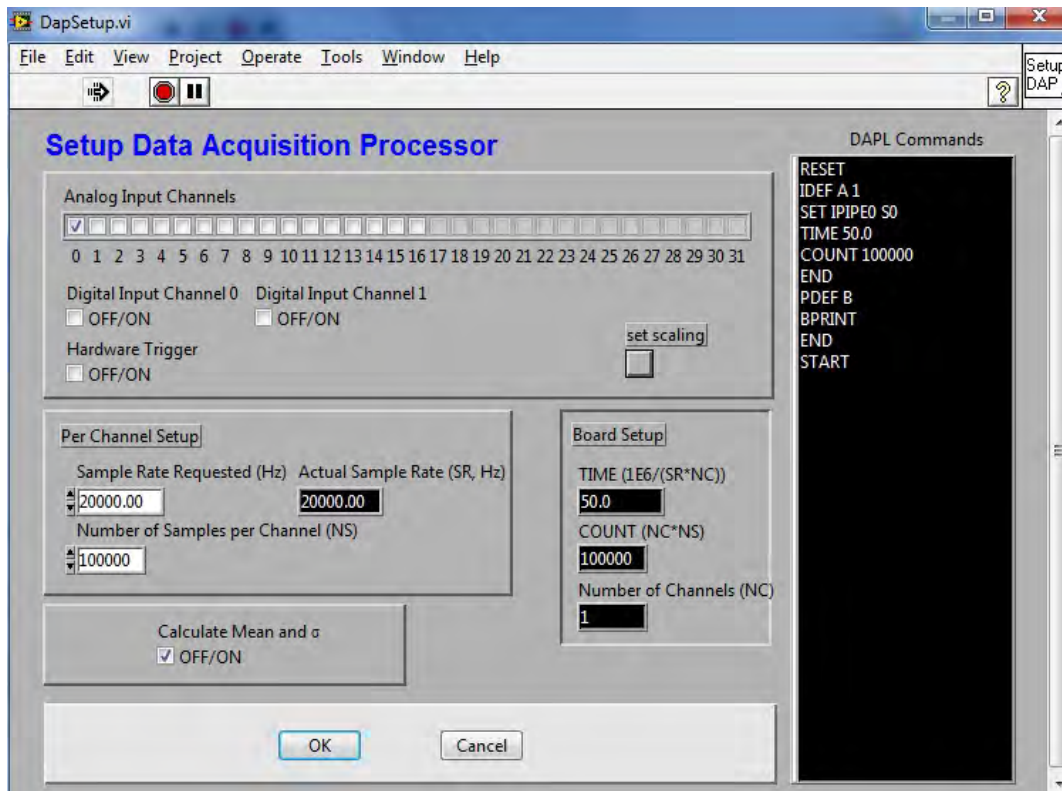 DapSetup.vi
File Edit View Project Operate Tools Window Help
Setup
DAP
?
Setup Data Acquisition Processor
Analog Input Channels
0 1 2 3 4 5 6 7 8 9 10 11 12 13 14 15 16 17 18 19 20 21 22 23 24 25 26 27 28 29 30 31
Digital Input Channel 0 Digital Input Channel 1
OFF/ON OFF/ON
Hardware Trigger
OFF/ON
set scaling
Per Channel Setup
Sample Rate Requested (Hz) Actual Sample Rate (SR, Hz)
20000.00 20000.00
Number of Samples per Channel (NS)
100000
Board Setup
TIME (1E6/(SR*NC))
50.0
COUNT (NC*NS)
100000
Number of Channels (NC)
1
Calculate Mean and σ
OFF/ON
OK Cancel
DAPL Commands
RESET
IDEF A 1
SET IPIPE0 S0
TIME 50.0
COUNT 100000
END
PDEF B
BPRINT
END
START